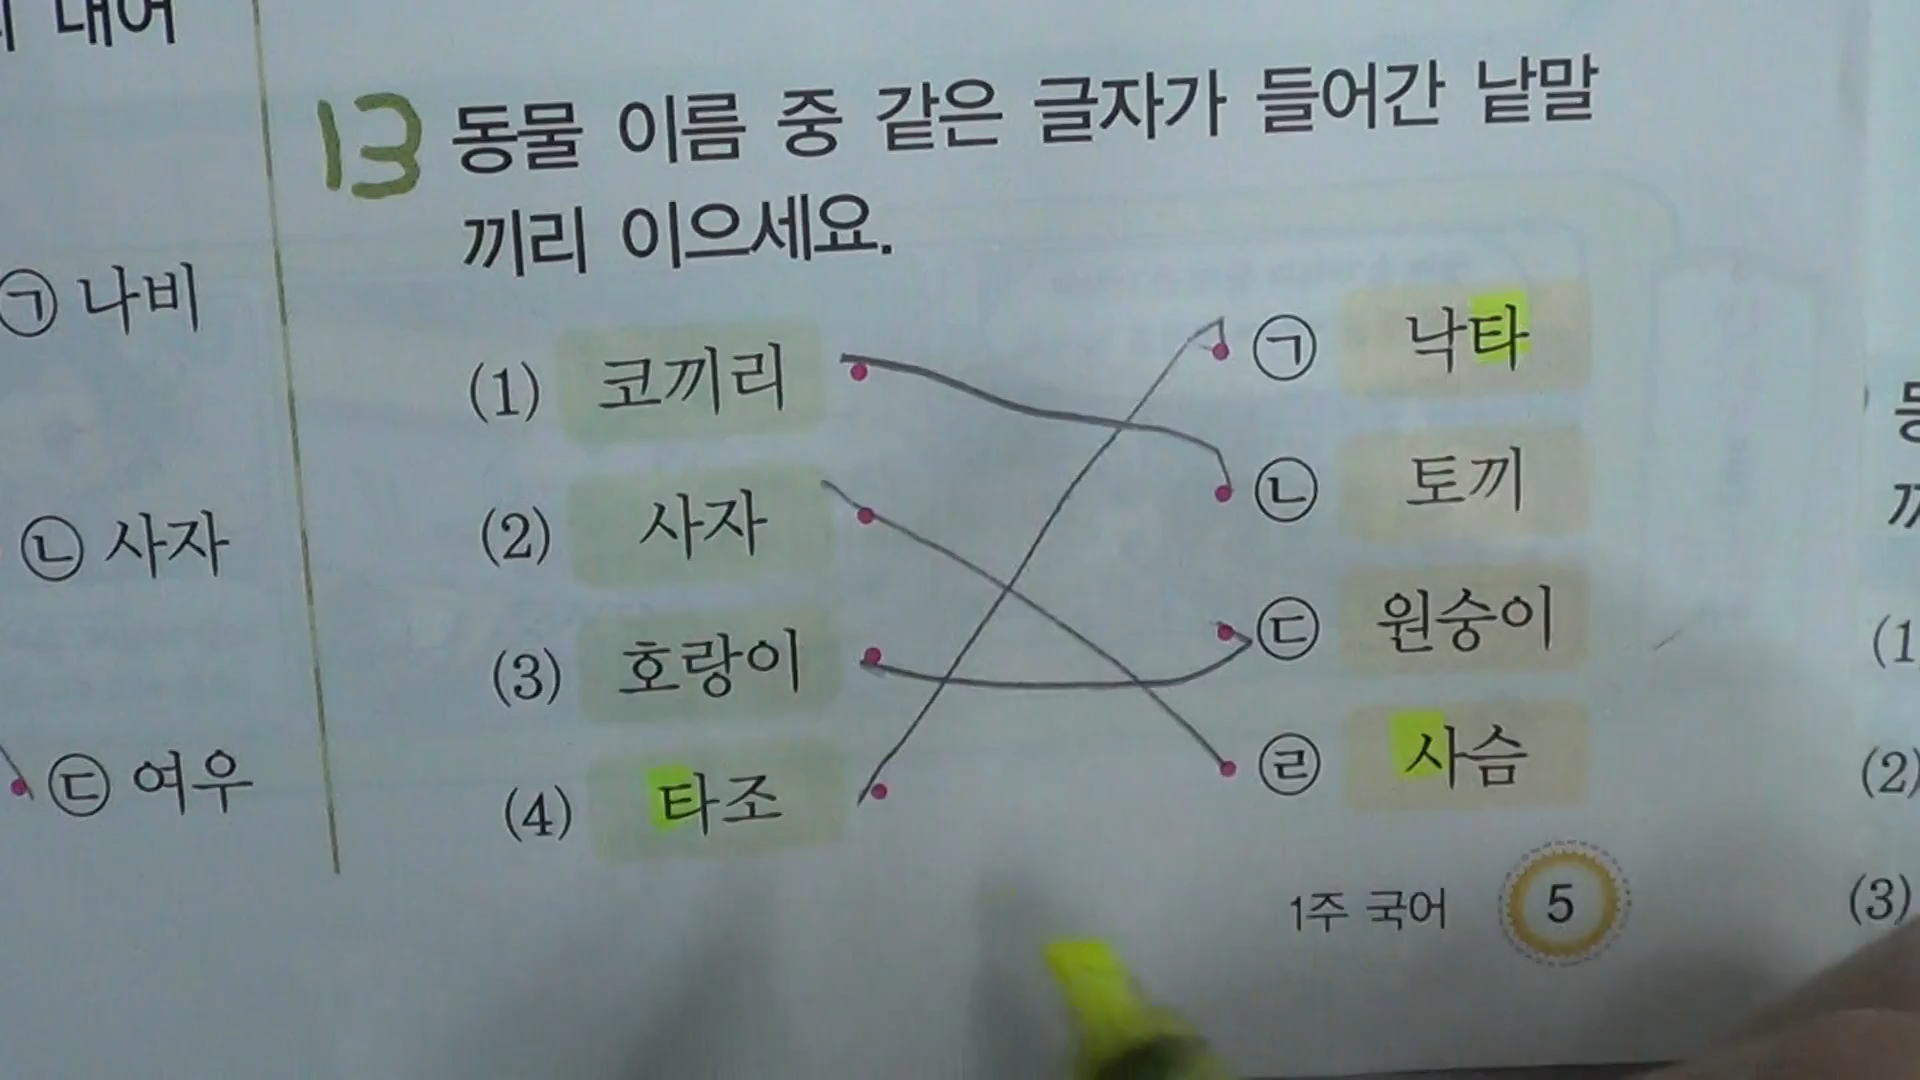 대여
㉠ 나비
㉡ 사자
㉢ 여우
13 동물 이름 중 같은 글자가 들어간 낱말
끼리 이으세요.
(1) 코끼리 ㉠ 낙타
(2) 사자 ㉡ 토끼
(3) 호랑이 ㉢ 원숭이
(4) 타조 ㉣ 사슴
1주 국어 5
(1
(2)
(3)